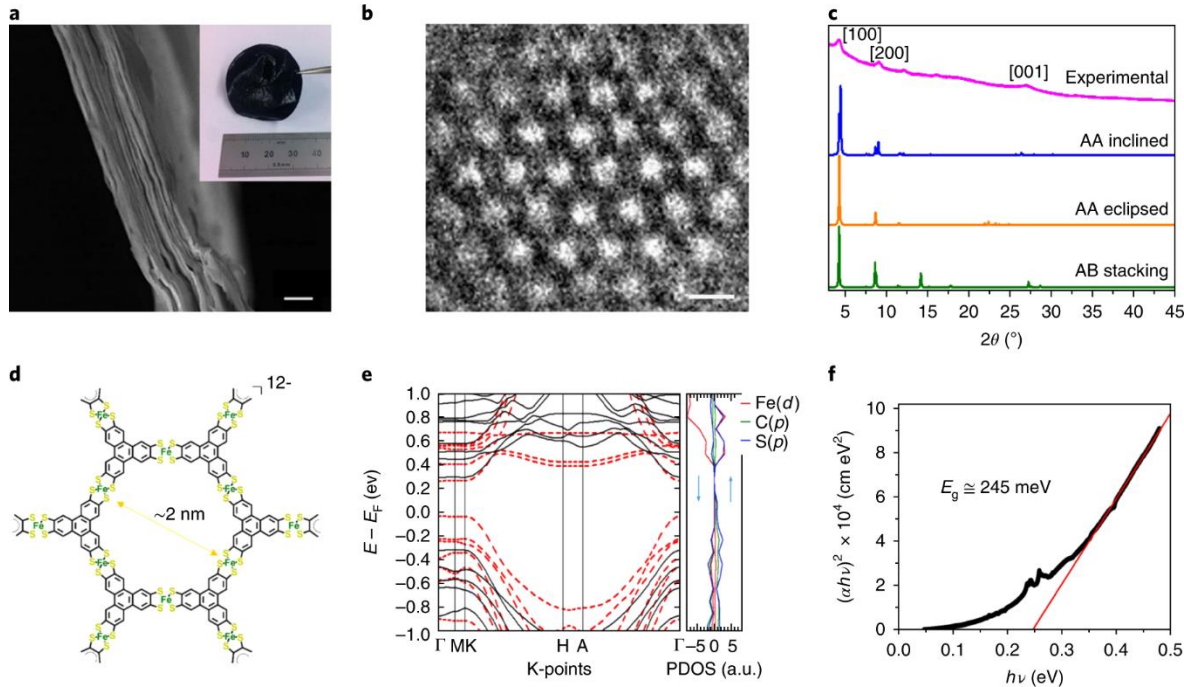 a
10 20 30 40
b
c
[100]
[200]
[001]
Experimental
AA inclined
AA eclipsed
AB stacking
5 10 15 20 25 30 35 40 45
2θ (°)
d
12-
Fe S S S S
~2 nm
e
E − EF (ev)
1.0
0.8
0.6
0.4
0.2
0.0
−0.2
−0.4
−0.6
−0.8
−1.0
Γ M K H A Γ
K-points
Fe(d)
C(p)
S(p)
−5 0 5
PDOS (a.u.)
f
(αhν)² × 10⁴ (cm eV²)
10
8
6
4
2
0
Eg ≅ 245 meV
0 0.1 0.2 0.3 0.4 0.5
hν (eV)